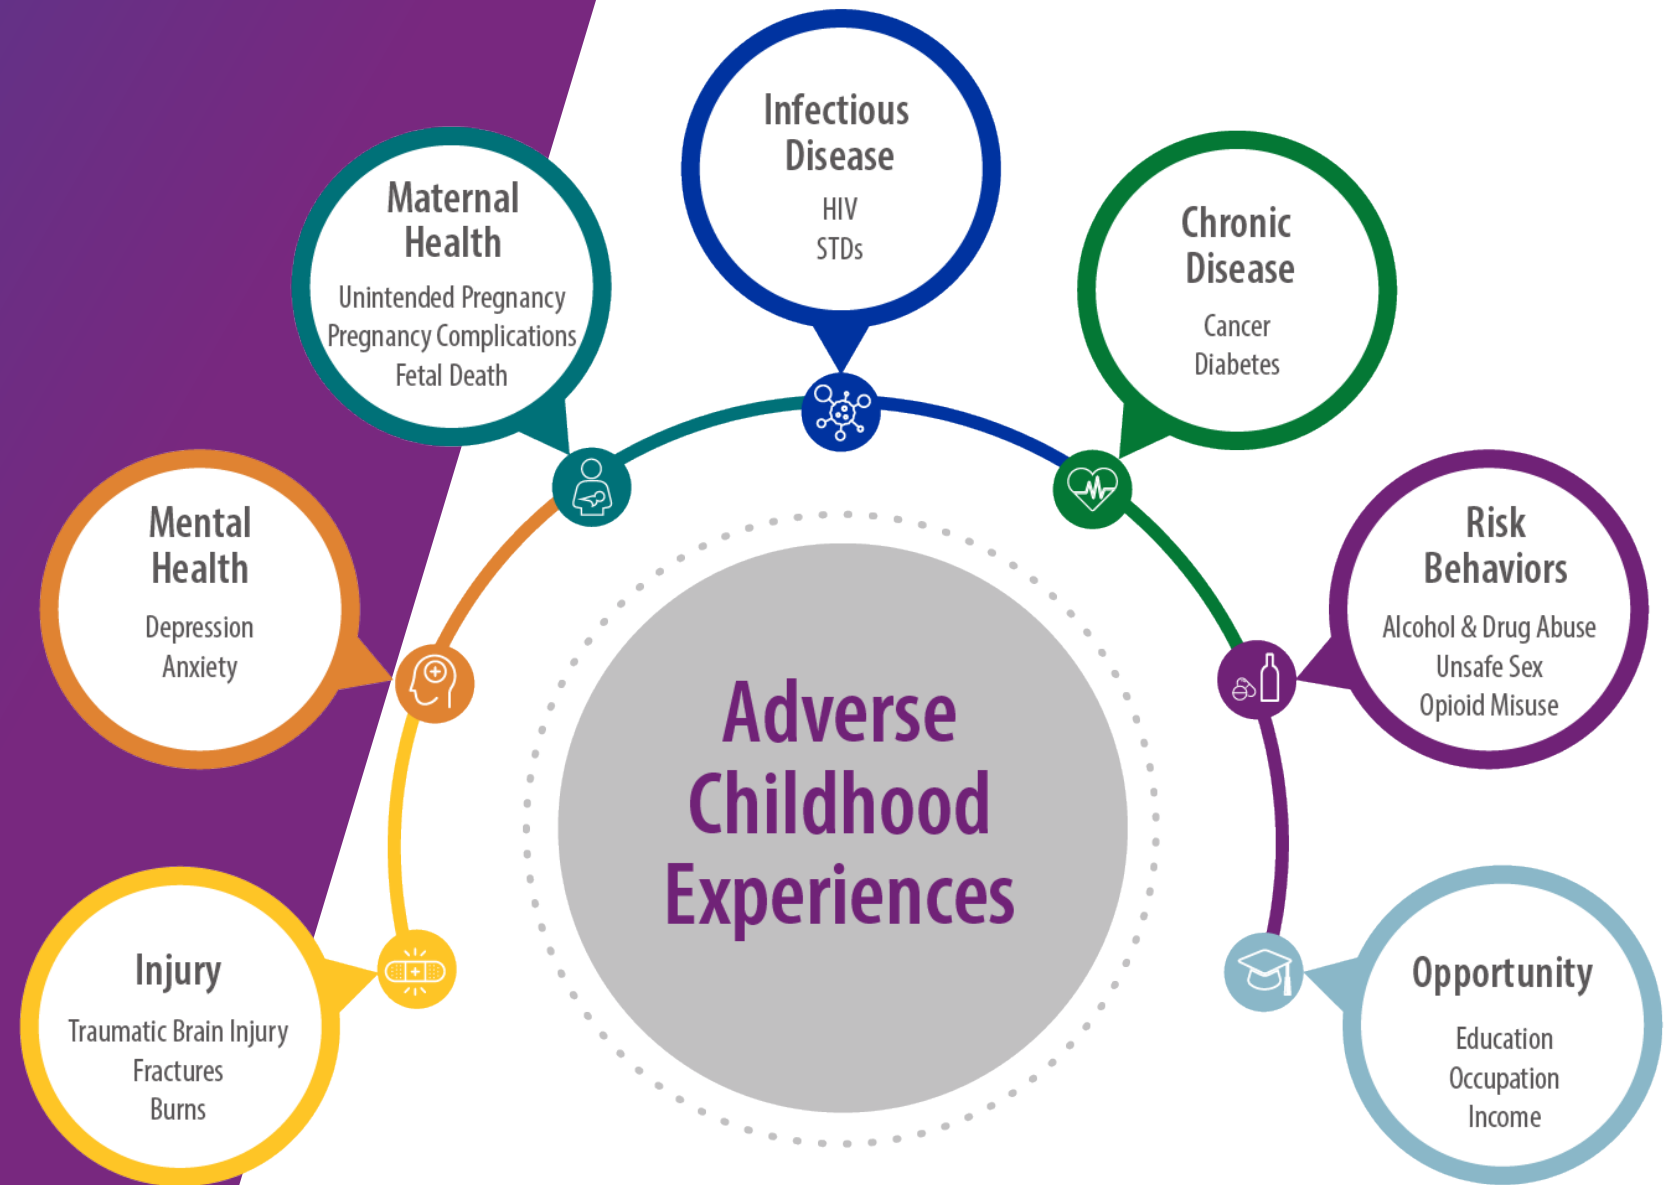 Infectious
Disease
HIV
STDs
Maternal
Health
Unintended Pregnancy
Pregnancy Complications
Fetal Death
Chronic
Disease
Cancer
Diabetes
Mental
Health
Depression
Anxiety
Risk
Behaviors
Alcohol & Drug Abuse
Unsafe Sex
Opioid Misuse
Adverse
Childhood
Experiences
Injury
Traumatic Brain Injury
Fractures
Burns
Opportunity
Education
Occupation
Income